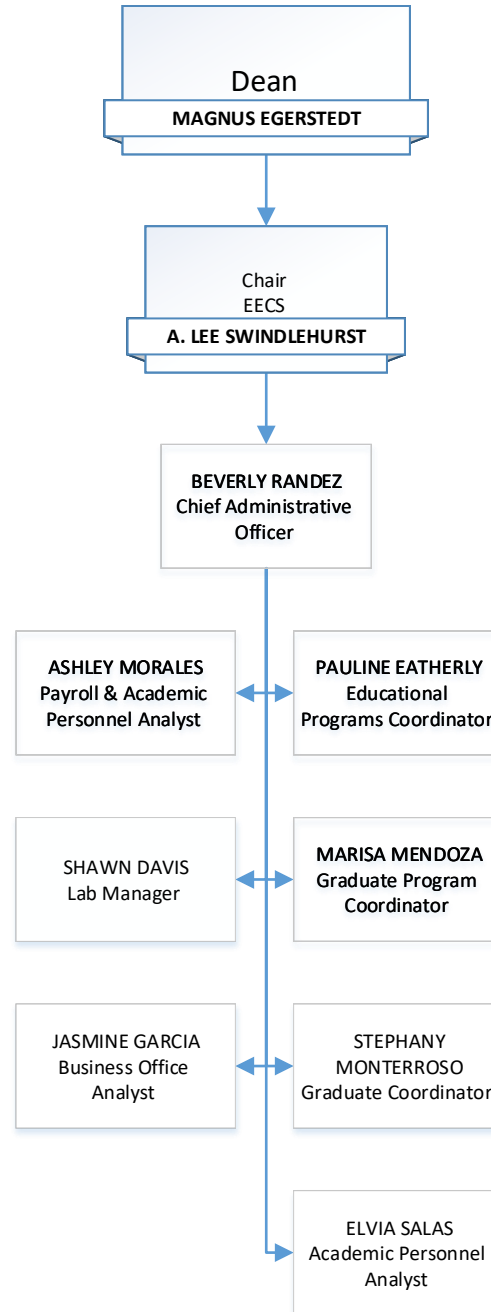 Dean
MAGNUS EGERSTEDT
Chair
EECS
A. LEE SWINDLEHURST
BEVERLY RANDEZ
Chief Administrative
Officer
ASHLEY MORALES
Payroll & Academic
Personnel Analyst
PAULINE EATHERLY
Educational
Programs Coordinator
SHAWN DAVIS
Lab Manager
MARISA MENDOZA
Graduate Program
Coordinator
JASMINE GARCIA
Business Office
Analyst
STEPHANY
MONTERROSO
Graduate Coordinator
ELVIA SALAS
Academic Personnel
Analyst